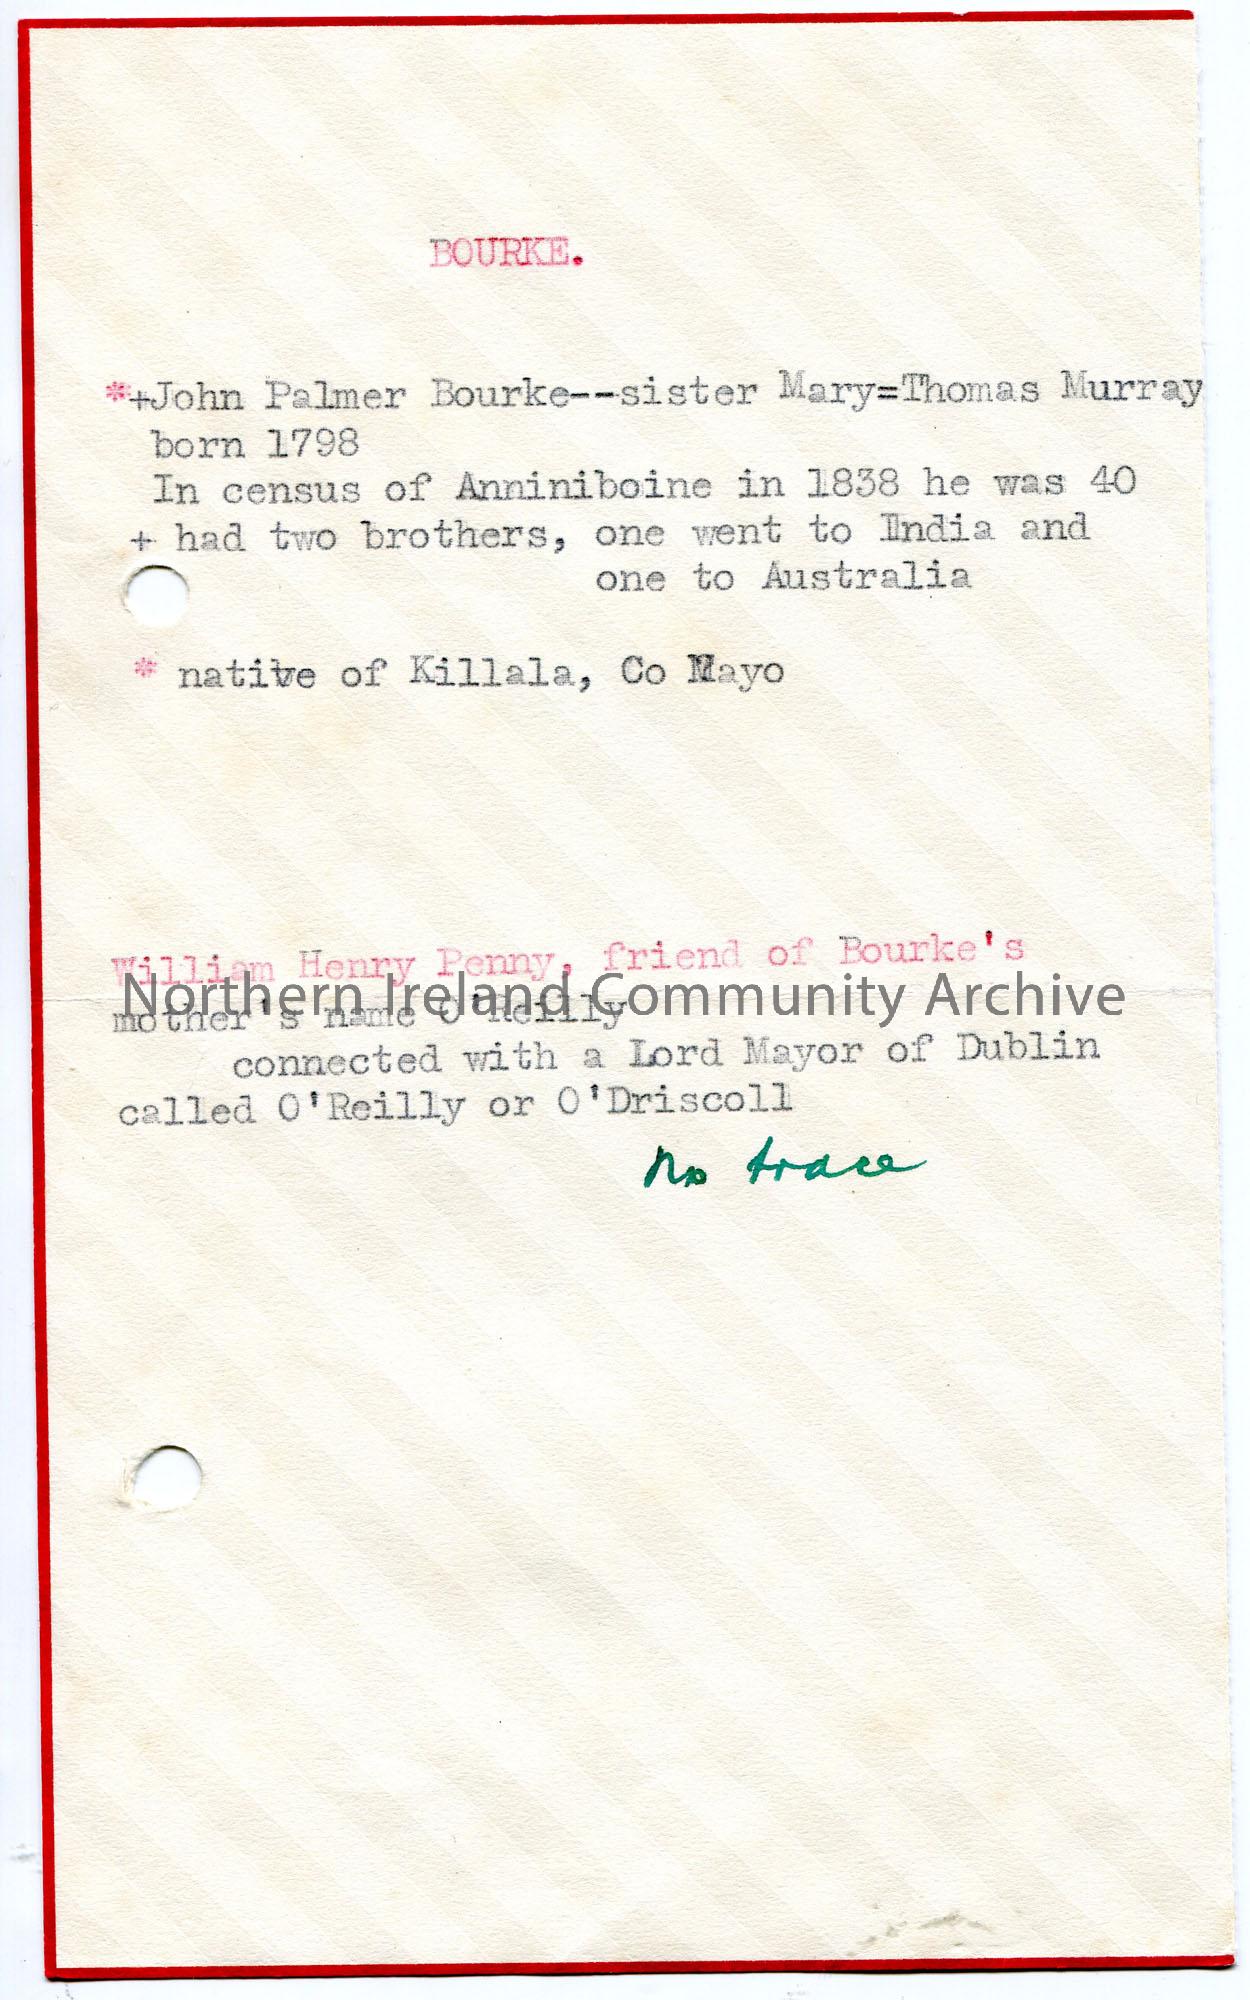 BOURKE.
*+John Palmer Bourke--sister Mary=Thomas Murray
born 1798
In census of Anniniboine in 1838 he was 40
+ had two brothers, one went to India and
one to Australia
* native of Killala, Co Mayo
William Henry Penny, friend of Bourke's
Northern Ireland Community Archive
mother's name O'Reilly
connected with a Lord Mayor of Dublin
called O'Reilly or O'Driscoll
No trace